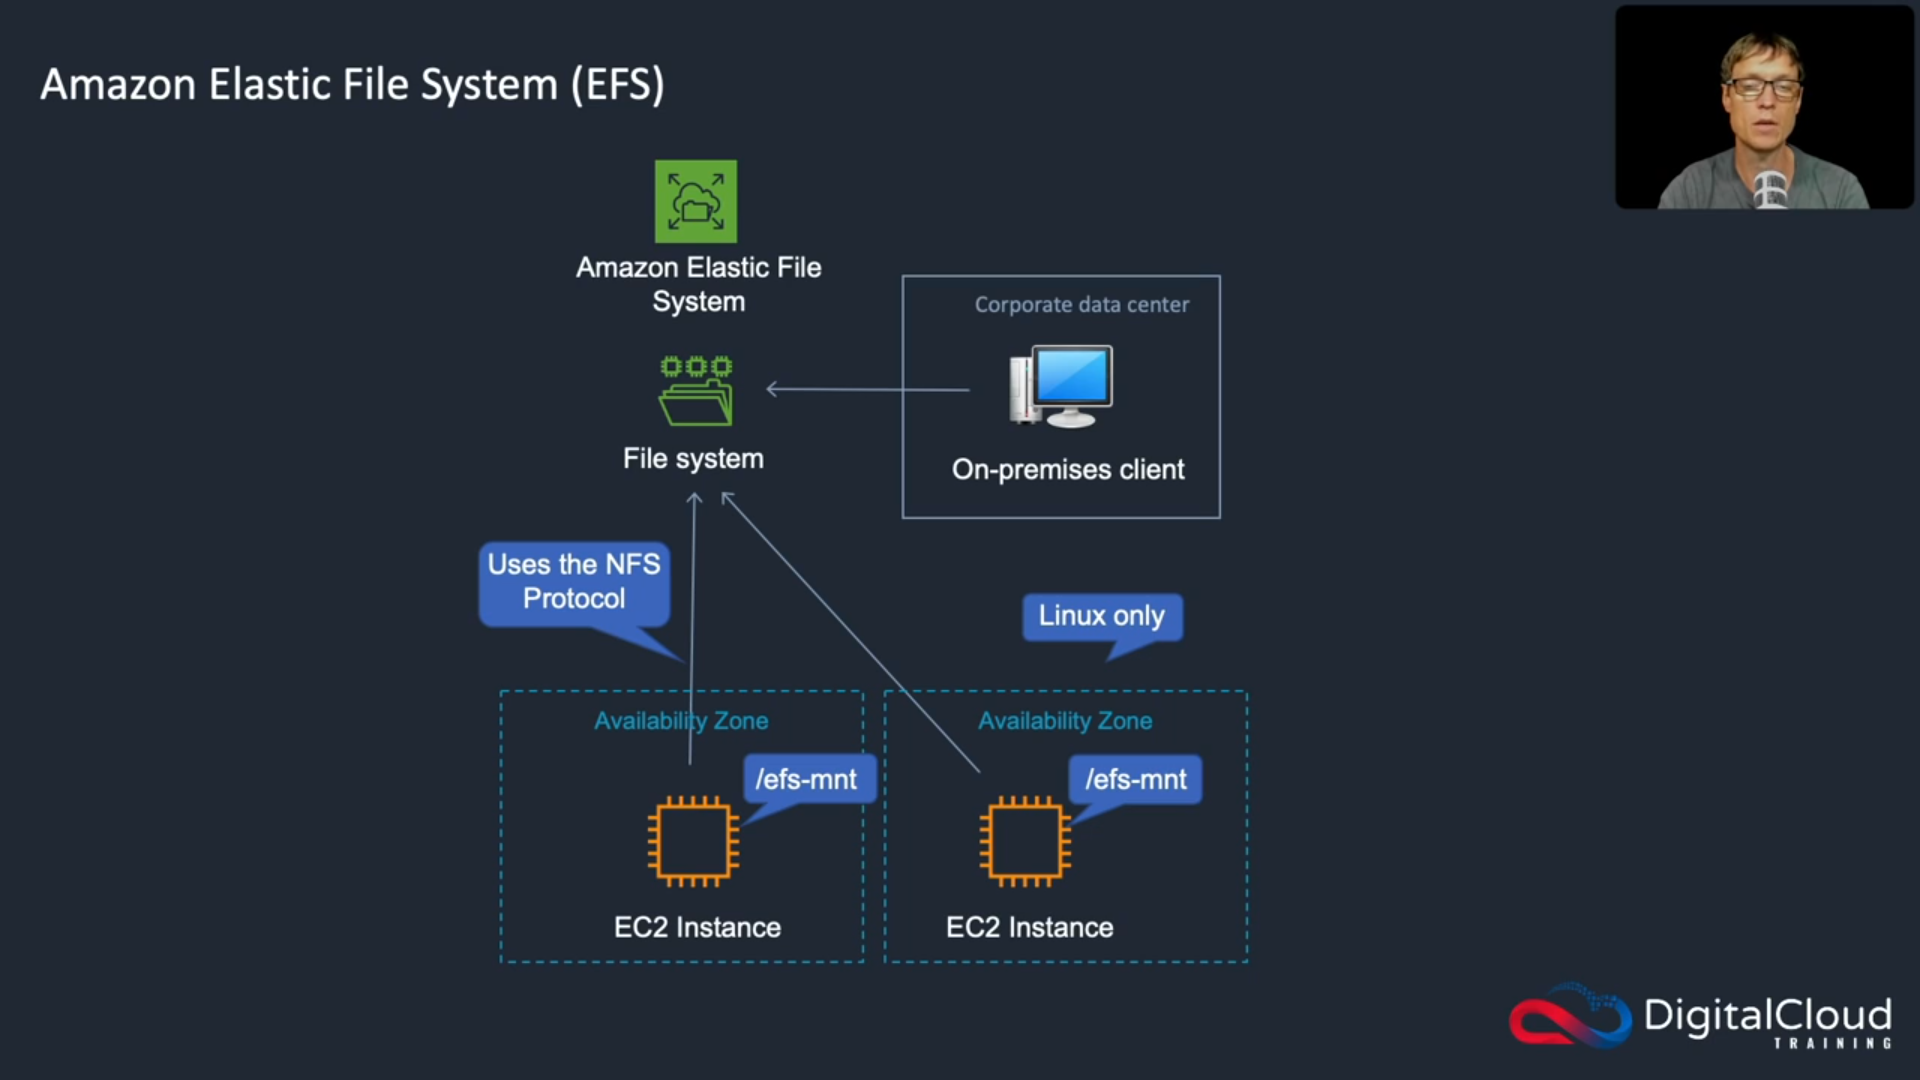 Amazon Elastic File System (EFS)
Amazon Elastic File
System
Corporate data center
File system
On-premises client
Uses the NFS
Protocol
Linux only
Availability Zone
Availability Zone
/efs-mnt
/efs-mnt
EC2 Instance
EC2 Instance
DigitalCloud
TRAINING